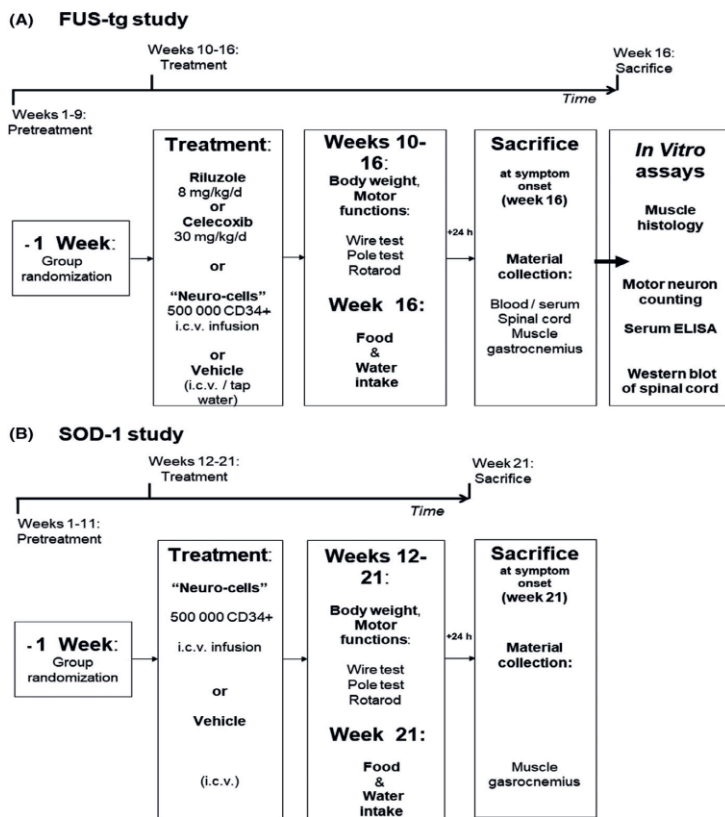 (A) FUS-tg study
Weeks 10-16:
Treatment
Week 16:
Sacrifice
Time
Weeks 1-9:
Pretreatment
- 1 Week:
Group
randomization
Treatment:
Riluzole
8 mg/kg/d
or
Celecoxib
30 mg/kg/d
or
“Neuro-cells”
500 000 CD34+
i.c.v. infusion
or
Vehicle
(i.c.v. / tap
water)
Weeks 10-
16:
Body weight,
Motor
functions:
Wire test
Pole test
Rotarod
Week 16:
Food
&
Water
intake
+24 h
Sacrifice
at symptom
onset
(week 16)
Material
collection:
Blood / serum
Spinal cord
Muscle
gastrocnemius
In Vitro
assays
Muscle
histology
Motor neuron
counting
Serum ELISA
Western blot
of spinal cord
(B) SOD-1 study
Weeks 12-21:
Treatment
Week 21:
Sacrifice
Time
Weeks 1-11:
Pretreatment
- 1 Week:
Group
randomization
Treatment:
“Neuro-cells”
500 000 CD34+
i.c.v. infusion
or
Vehicle
(i.c.v.)
Weeks 12-
21:
Body weight,
Motor
functions:
Wire test
Pole test
Rotarod
Week 21:
Food
&
Water
intake
+24 h
Sacrifice
at symptom
onset
(week 21)
Material
collection:
Muscle
gasrocnemius